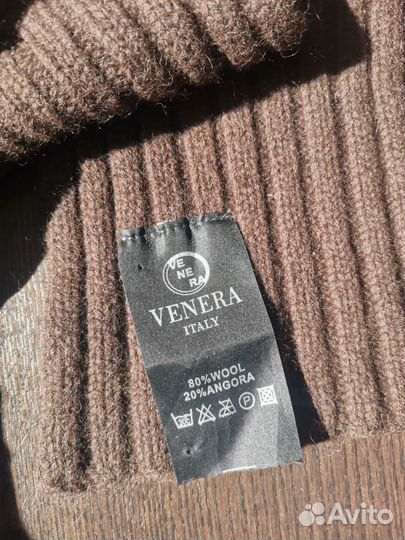 VE
NE
RA
VENERA
ITALY
80%WOOL
20%ANGORA
P
Avito